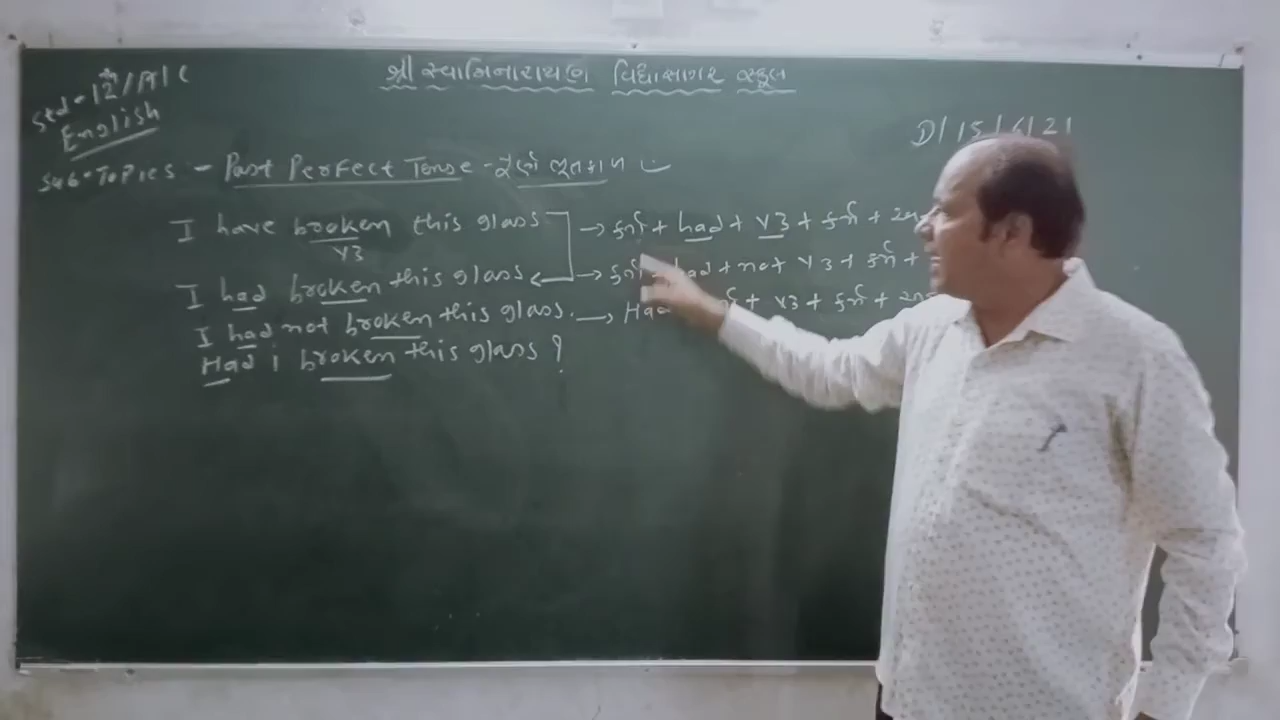 શ્રી સ્વામિનારાયણ વિદ્યાસાગર સ્કૂલ
Std - 12th / A / C
English
D / 15 / 6 / 21
Sub-Topics - Past Perfect Tense - પૂર્ણ ભૂતકાળ
I have broken this glass → કર્તા + had + V3 + કર્મ +
V3
I had broken this glass ← → કર્તા + had + not V3 + કર્મ +
I had not broken this glass. → Had + V3 + કર્મ +
Had i broken this glass ?